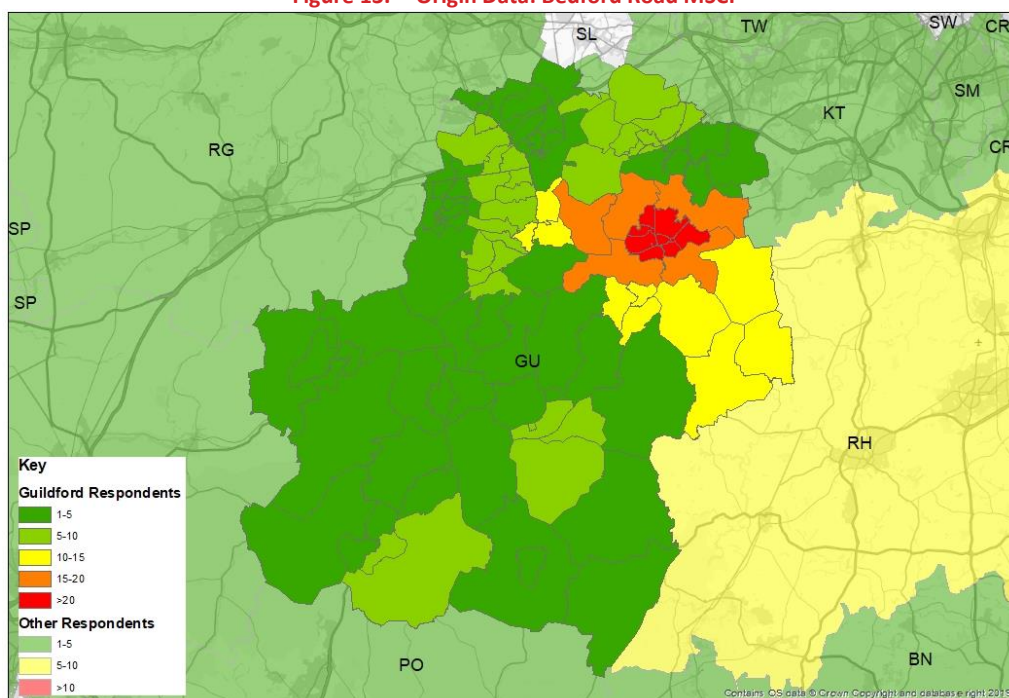 Figure 13: – Origin Data: Bedford Road MSCP
SL
TW
SW
CR
SM
KT
CR
RG
SP
SP
GU
RH
PO
BN
Key
Guildford Respondents
1-5
5-10
10-15
15-20
>20
Other Respondents
1-5
5-10
>10
Contains OS data © Crown Copyright and database right 2019